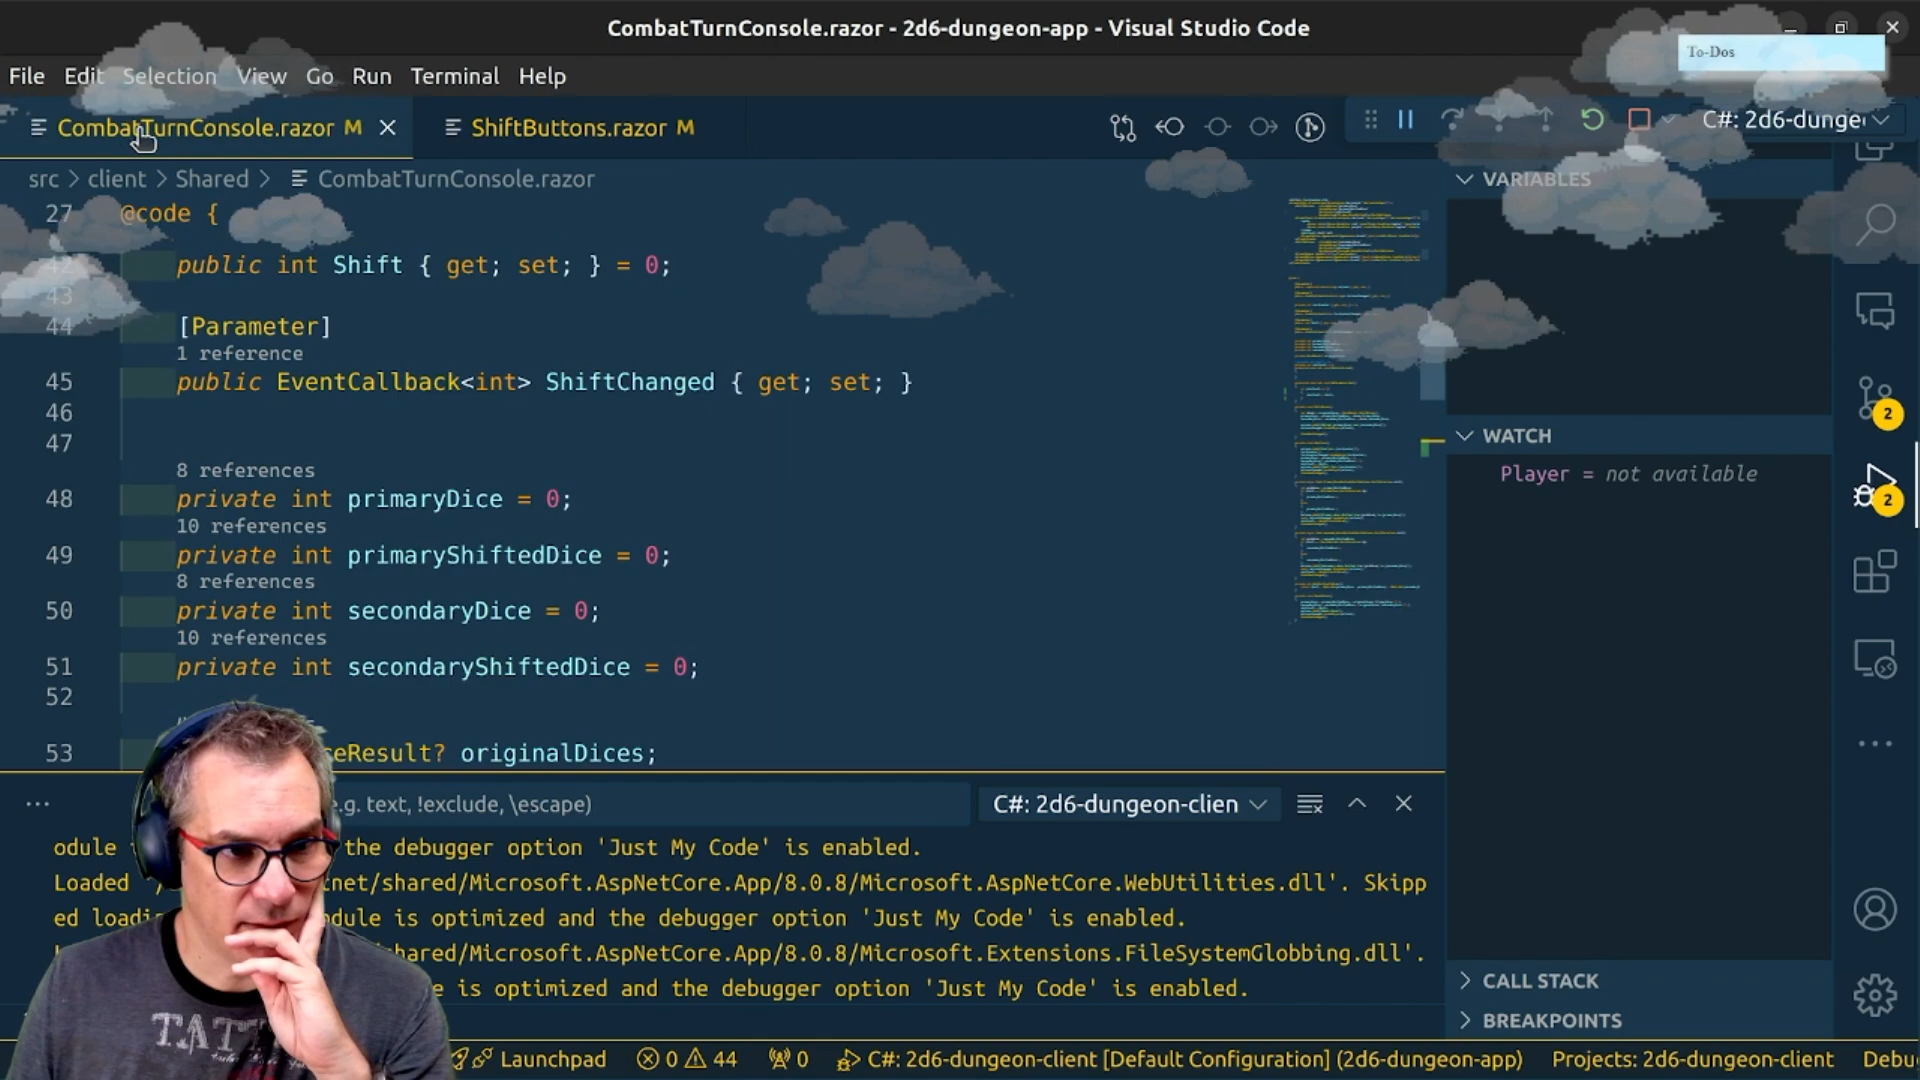 CombatTurnConsole.razor - 2d6-dungeon-app - Visual Studio Code
To-Dos
File Edit Selection View Go Run Terminal Help
CombatTurnConsole.razor M
ShiftButtons.razor M
C#: 2d6-dunge
src > client > Shared > CombatTurnConsole.razor
27 @code {
42 public int Shift { get; set; } = 0;
43
44 [Parameter]
1 reference
45 public EventCallback<int> ShiftChanged { get; set; }
46
47
8 references
48 private int primaryDice = 0;
10 references
49 private int primaryShiftedDice = 0;
8 references
50 private int secondaryDice = 0;
10 references
51 private int secondaryShiftedDice = 0;
52
53 ceResult? originalDices;
VARIABLES
WATCH
Player = not available
CALL STACK
BREAKPOINTS
2
2
e.g. text, !exclude, \escape)
C#: 2d6-dungeon-clien
odule the debugger option 'Just My Code' is enabled.
Loaded tnet/shared/Microsoft.AspNetCore.App/8.0.8/Microsoft.AspNetCore.WebUtilities.dll'. Skipp
ed loadin odule is optimized and the debugger option 'Just My Code' is enabled.
hared/Microsoft.AspNetCore.App/8.0.8/Microsoft.Extensions.FileSystemGlobbing.dll'.
e is optimized and the debugger option 'Just My Code' is enabled.
TATT
Launchpad 0 44 0 C#: 2d6-dungeon-client [Default Configuration] (2d6-dungeon-app) Projects: 2d6-dungeon-client Debu